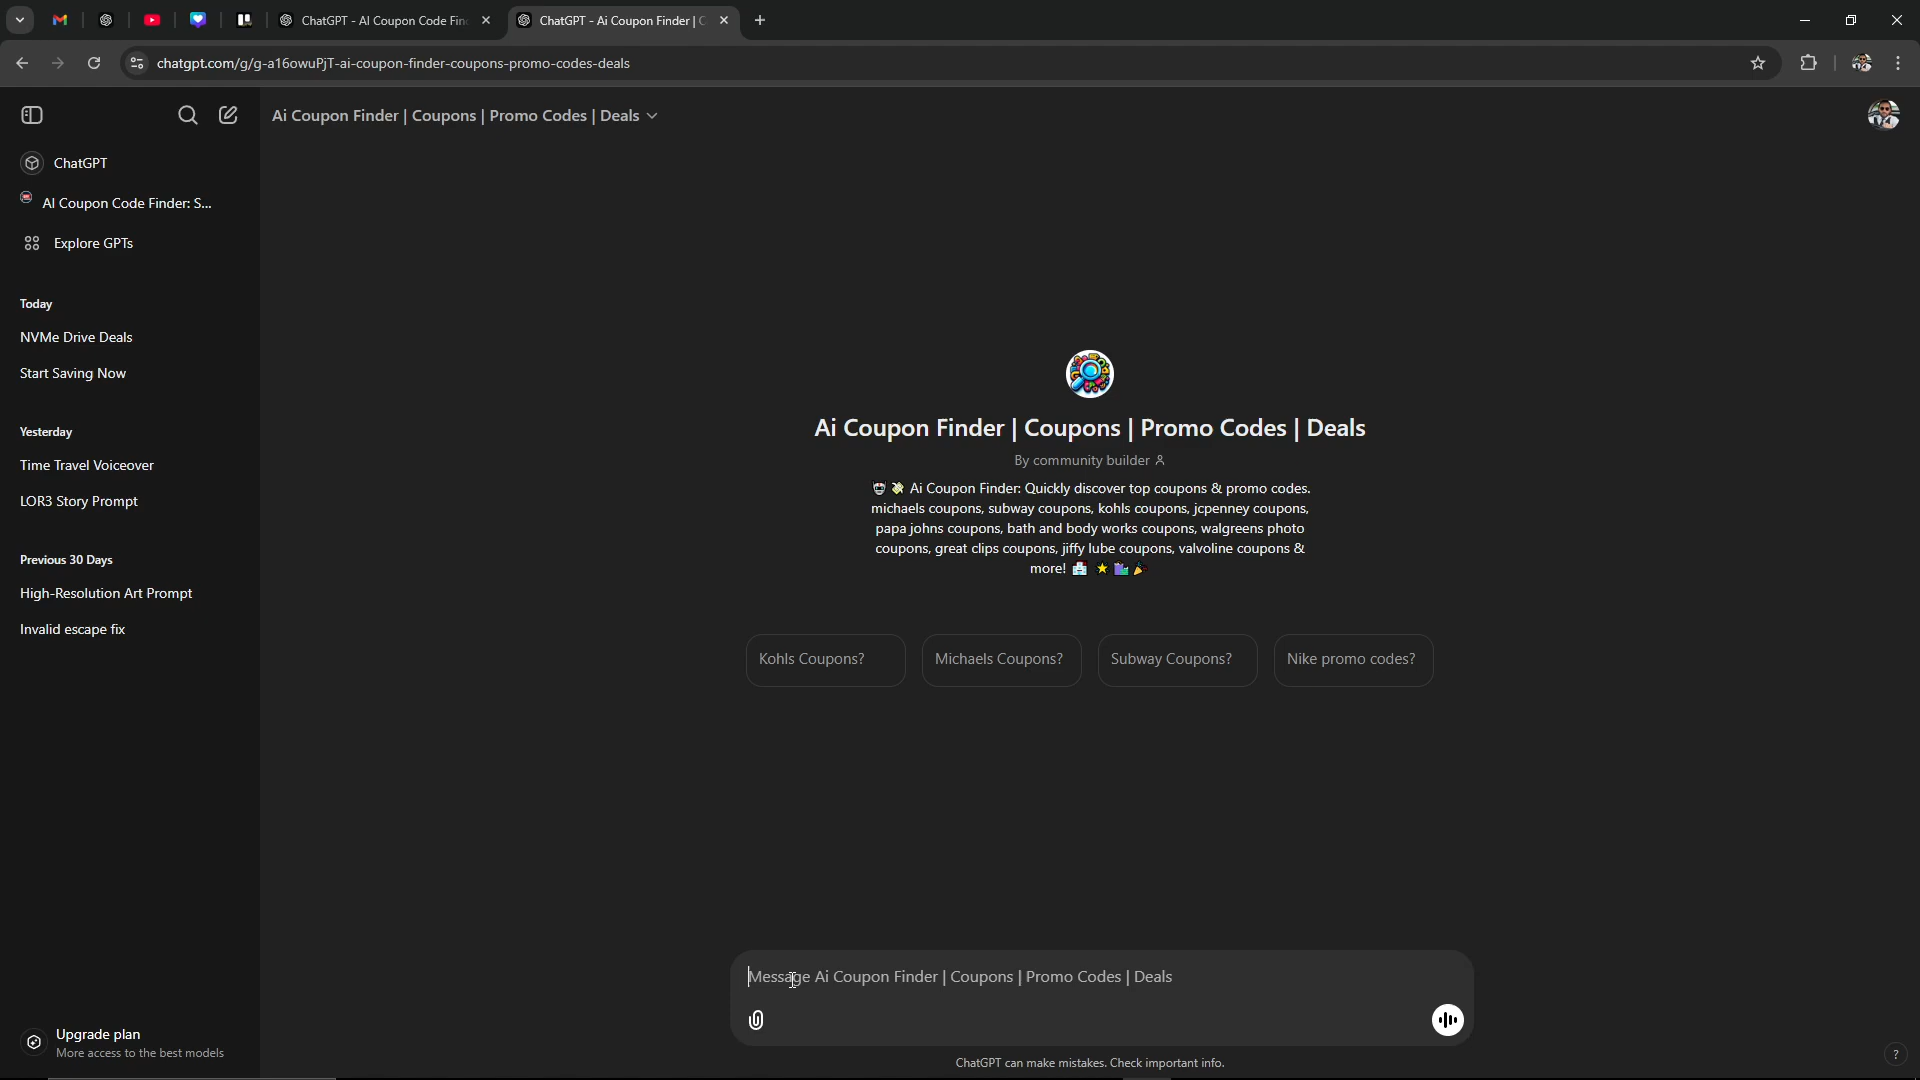 ChatGPT - AI Coupon Code Fin
ChatGPT - Ai Coupon Finder | C
chatgpt.com/g/g-a16owuPjT-ai-coupon-finder-coupons-promo-codes-deals
Ai Coupon Finder | Coupons | Promo Codes | Deals
ChatGPT
AI Coupon Code Finder: S...
Explore GPTs
Today
NVMe Drive Deals
Start Saving Now
Yesterday
Time Travel Voiceover
LOR3 Story Prompt
Previous 30 Days
High-Resolution Art Prompt
Invalid escape fix
Upgrade plan
More access to the best models
Ai Coupon Finder | Coupons | Promo Codes | Deals
By community builder
Ai Coupon Finder: Quickly discover top coupons & promo codes.
michaels coupons, subway coupons, kohls coupons, jcpenney coupons,
papa johns coupons, bath and body works coupons, walgreens photo
coupons, great clips coupons, jiffy lube coupons, valvoline coupons &
more!
Kohls Coupons?
Michaels Coupons?
Subway Coupons?
Nike promo codes?
Message Ai Coupon Finder | Coupons | Promo Codes | Deals
ChatGPT can make mistakes. Check important info.
?